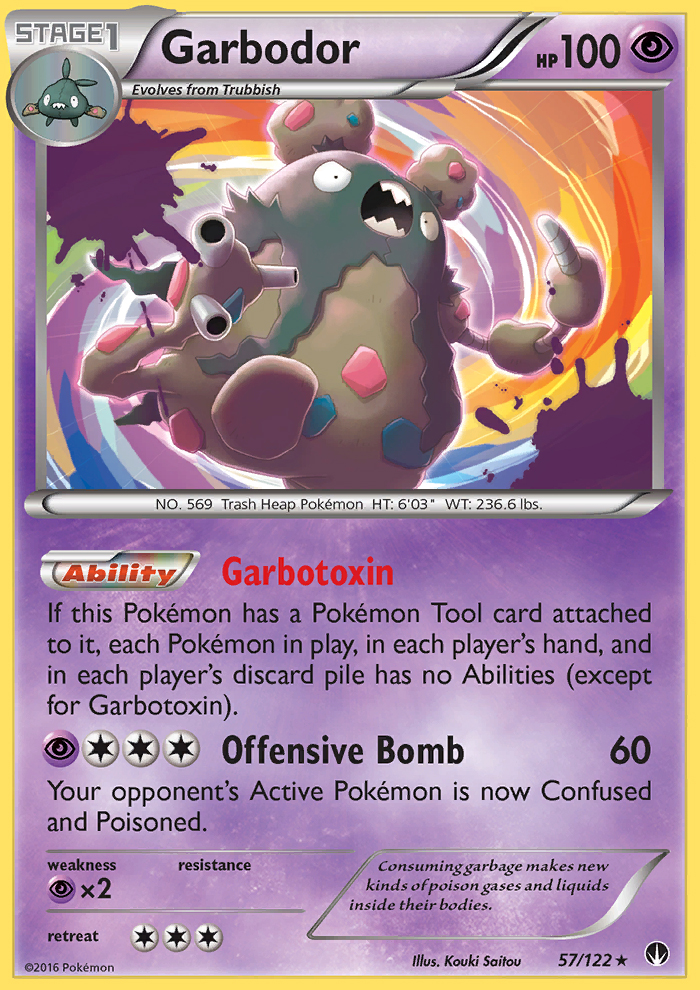 STAGE1
Garbodor
HP100
Evolves from Trubbish
NO. 569 Trash Heap Pokémon HT: 6'03" WT: 236.6 lbs.
Ability Garbotoxin
If this Pokémon has a Pokémon Tool card attached
to it, each Pokémon in play, in each player's hand, and
in each player's discard pile has no Abilities (except
for Garbotoxin).
Offensive Bomb 60
Your opponent's Active Pokémon is now Confused
and Poisoned.
weakness resistance
×2
Consuming garbage makes new
kinds of poison gases and liquids
inside their bodies.
retreat
Illus. Kouki Saitou 57/122 ★
©2016 Pokémon